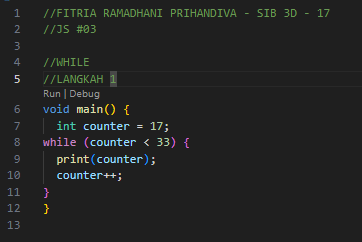 1 //FITRIA RAMADHANI PRIHANDIVA - SIB 3D - 17
2 //JS #03
3
4 //WHILE
5 //LANGKAH 1
Run | Debug
6 void main() {
7 int counter = 17;
8 while (counter < 33) {
9 print(counter);
10 counter++;
11 }
12 }
13